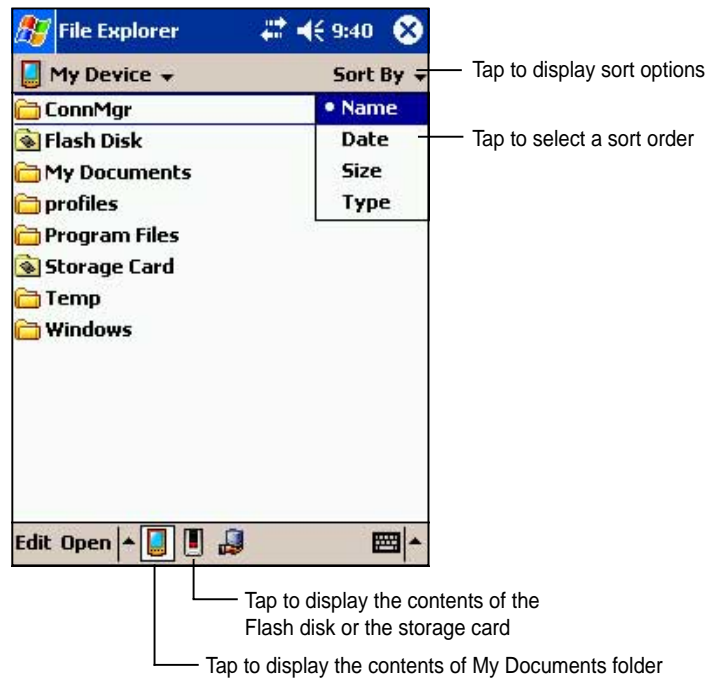 File Explorer 9:40
My Device Sort By
Tap to display sort options
ConnMgr
Name
Flash Disk
Date
Tap to select a sort order
My Documents
Size
profiles
Type
Program Files
Storage Card
Temp
Windows
Edit Open
Tap to display the contents of the
Flash disk or the storage card
Tap to display the contents of My Documents folder